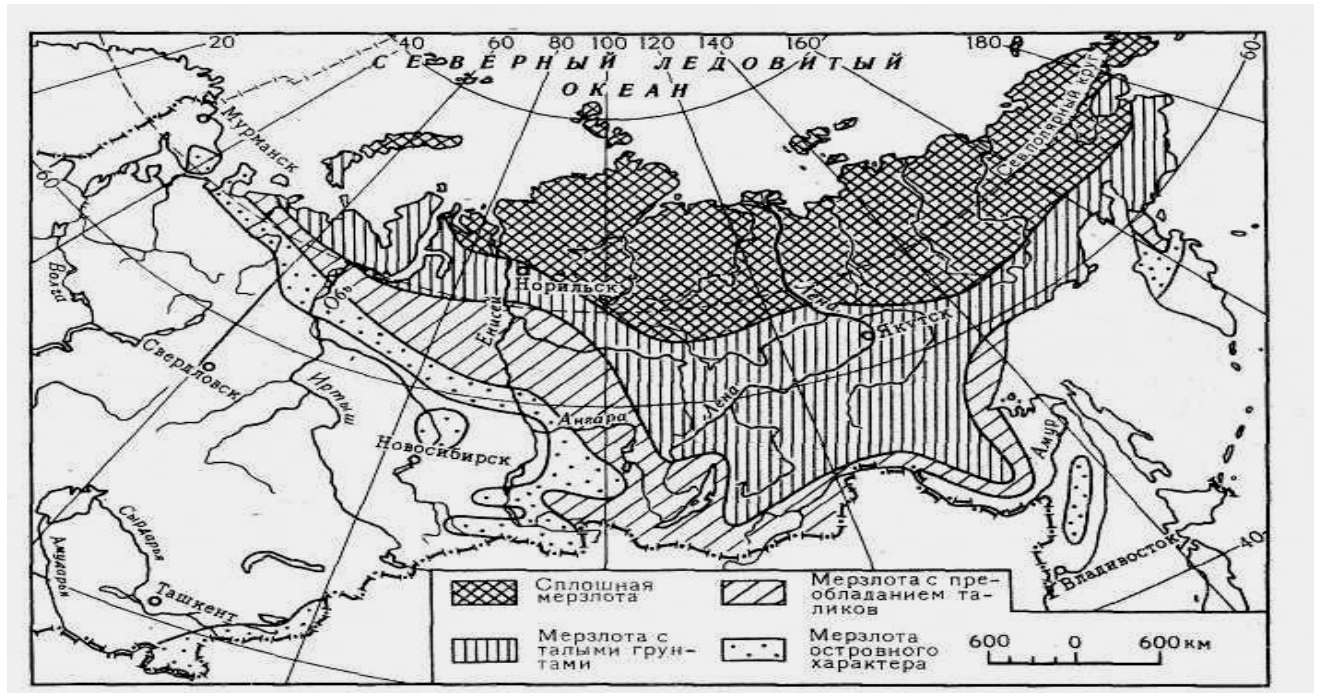 20 40 60 80 100 120 140 160 180 60
СЕВЕРНЫЙ ЛЕДОВИТЫЙ
ОКЕАН
Сев.полярный круг
Мурманск
60
Волга
Обь
Енисей
Норильск
Лена
Якутск
Свердловск
Иртыш
Ангара
Лена
Новосибирск
Амур
Сырдарья
Амударья
Ташкент
Владивосток
40
Сплошная
мерзлота
Мерзлота с
талыми грун-
тами
Мерзлота с пре-
обладанием та-
ликов
Мерзлота
островного
характера
600 0 600 км